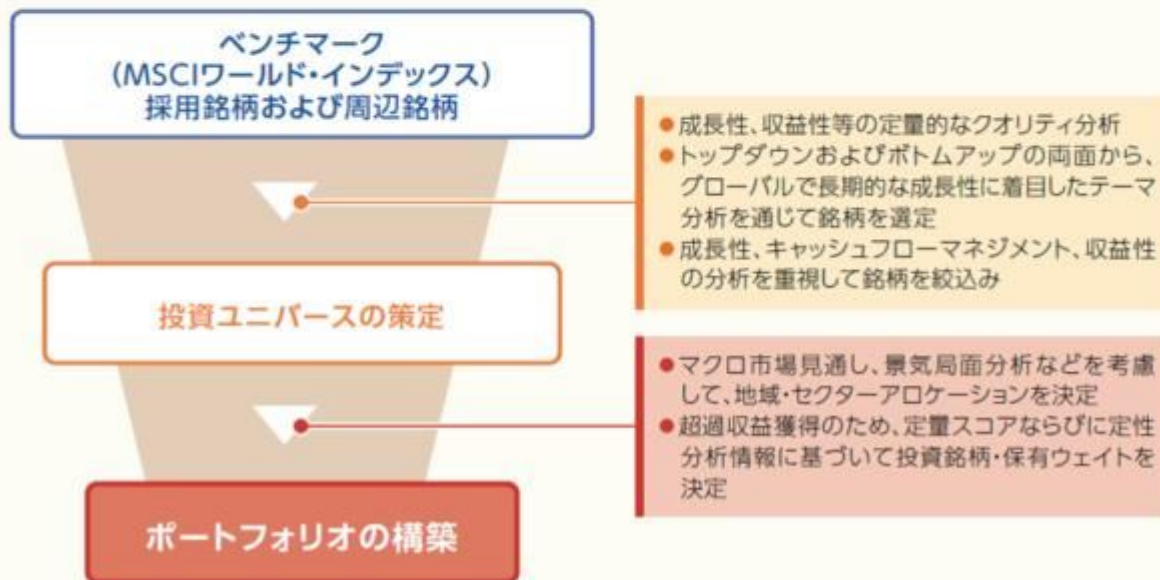 ベンチマーク
(MSCIワールド・インデックス)
採用銘柄および周辺銘柄
●成長性、収益性等の定量的なクオリティ分析
●トップダウンおよびボトムアップの両面から、
グローバルで長期的な成長性に着目したテーマ
分析を通じて銘柄を選定
●成長性、キャッシュフローマネジメント、収益性
の分析を重視して銘柄を絞込み
投資ユニバースの策定
●マクロ市場見通し、景気局面分析などを考慮
して、地域・セクターアロケーションを決定
●超過収益獲得のため、定量スコアならびに定性
分析情報に基づいて投資銘柄・保有ウェイトを
決定
ポートフォリオの構築